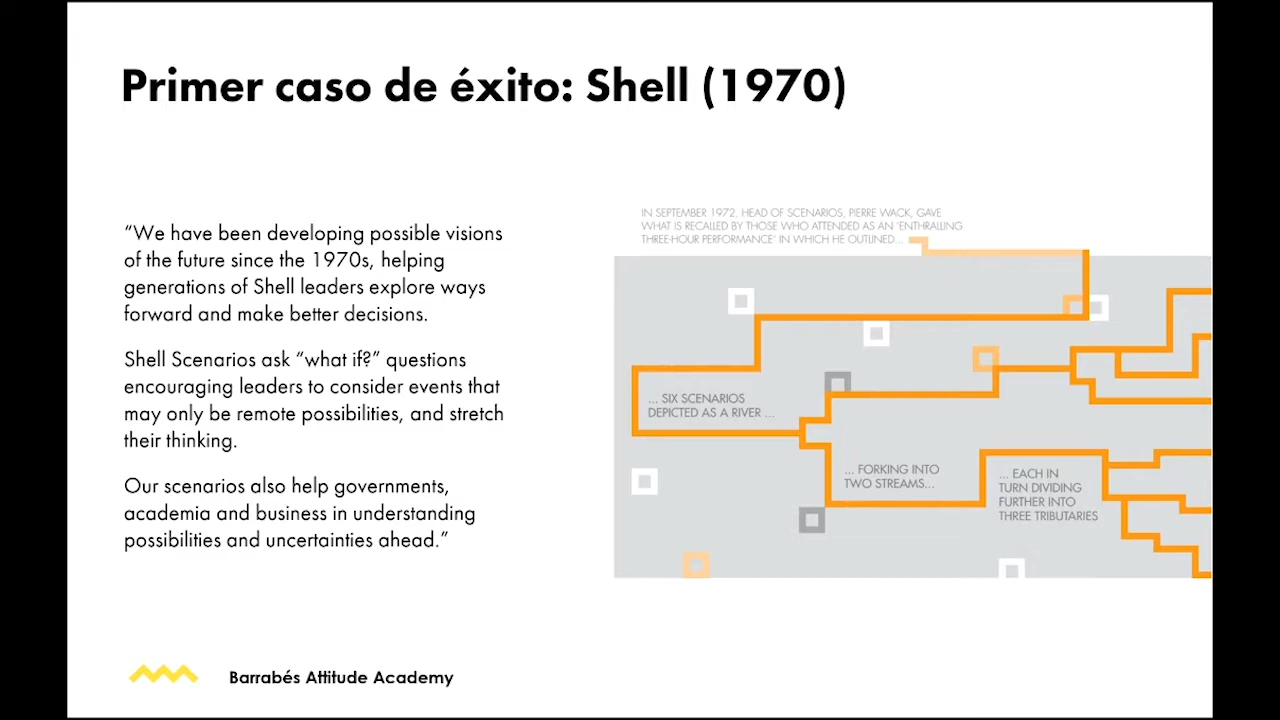 Primer caso de éxito: Shell (1970)
“We have been developing possible visions
of the future since the 1970s, helping
generations of Shell leaders explore ways
forward and make better decisions.
Shell Scenarios ask “what if?” questions
encouraging leaders to consider events that
may only be remote possibilities, and stretch
their thinking.
Our scenarios also help governments,
academia and business in understanding
possibilities and uncertainties ahead.”
IN SEPTEMBER 1972, HEAD OF SCENARIOS, PIERRE WACK, GAVE
WHAT IS RECALLED BY THOSE WHO ATTENDED AS AN ‘ENTHRALLING
THREE-HOUR PERFORMANCE’ IN WHICH HE OUTLINED...
... SIX SCENARIOS
DEPICTED AS A RIVER ...
... FORKING INTO
TWO STREAMS...
... EACH IN
TURN DIVIDING
FURTHER INTO
THREE TRIBUTARIES
Barrabés Attitude Academy